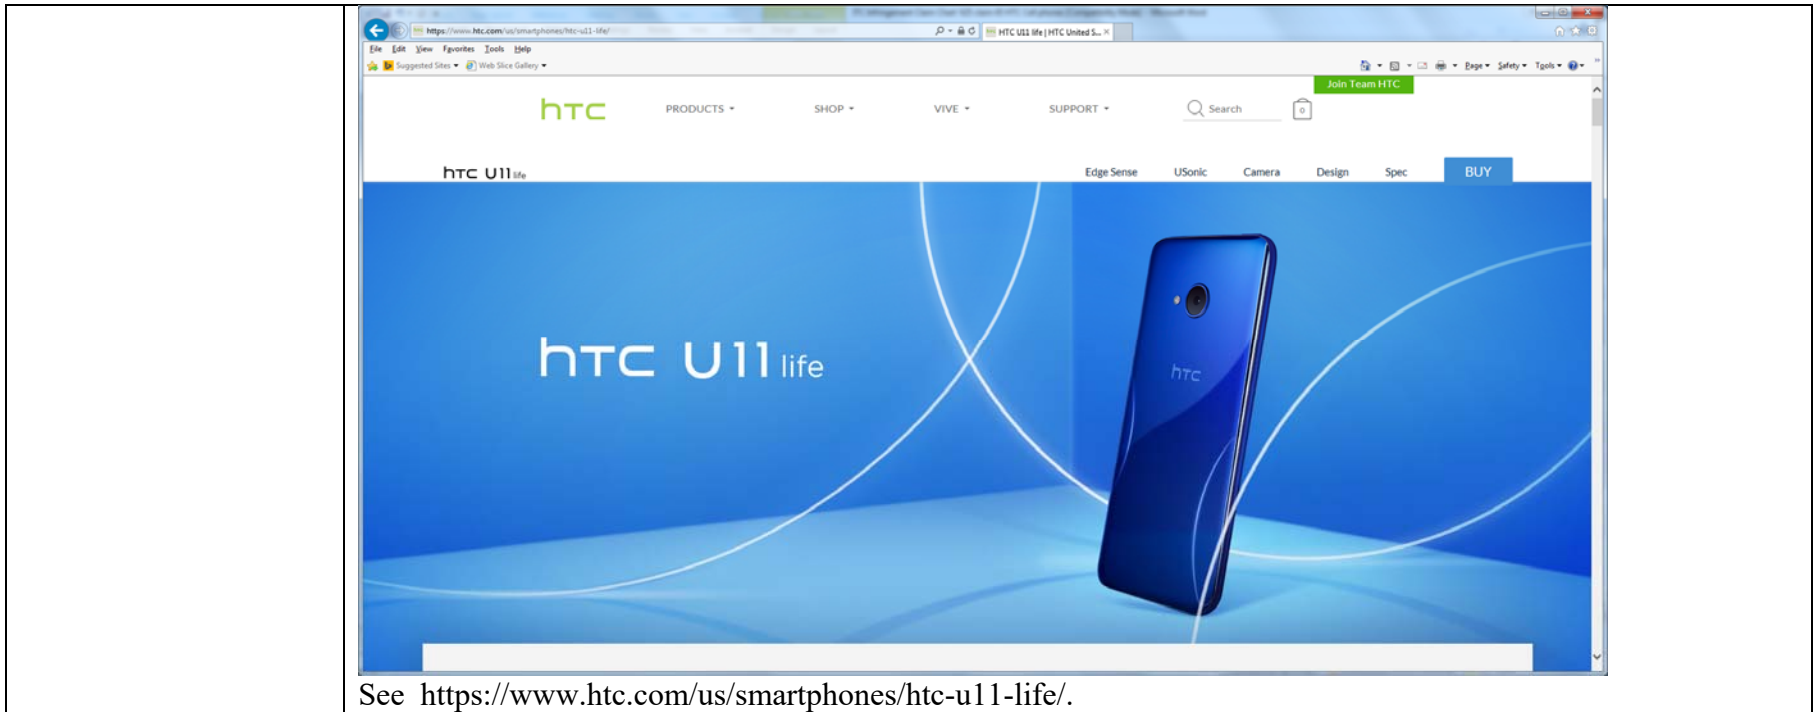 https://www.htc.com/us/smartphones/htc-u11-life/
HTC U11 life | HTC United S...
File Edit View Favorites Tools Help
Suggested Sites Web Slice Gallery
Page Safety Tools
Join Team HTC
hTC PRODUCTS SHOP VIVE SUPPORT Search 0
hTC U11 life Edge Sense USonic Camera Design Spec BUY
hTC U11 life
hTC
See https://www.htc.com/us/smartphones/htc-u11-life/.